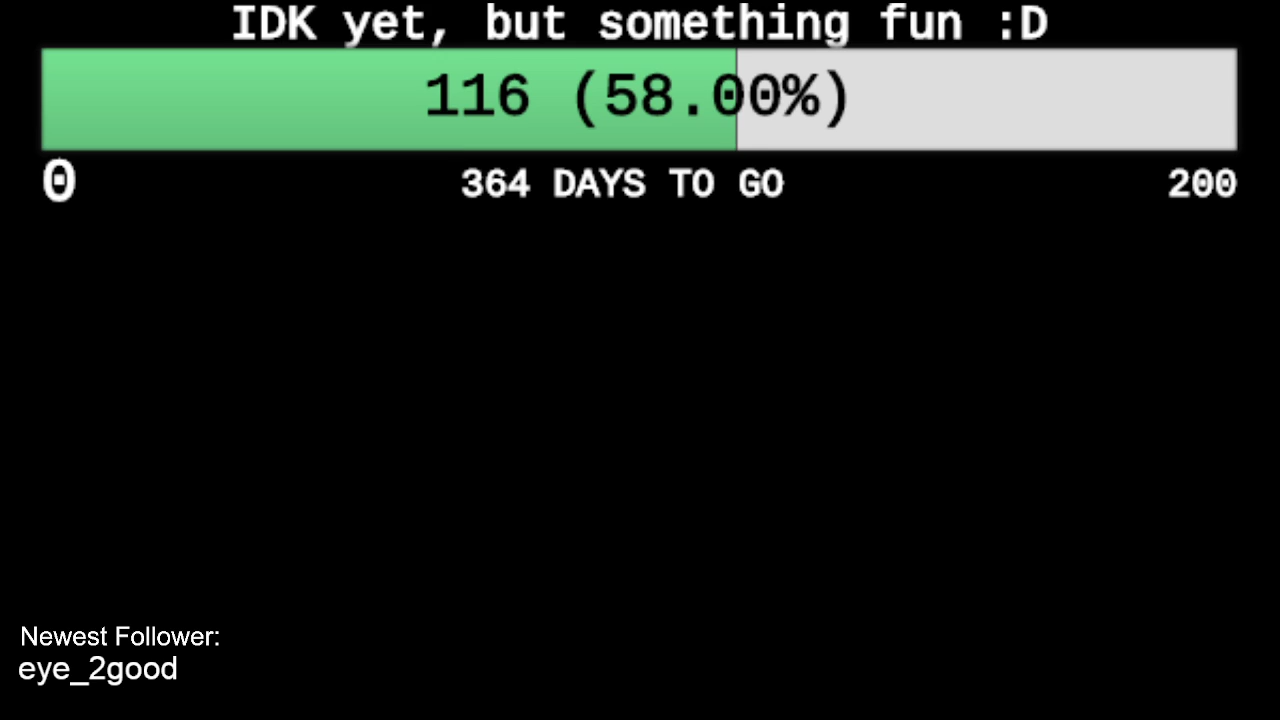 IDK yet, but something fun :D
116 (58.00%)
0 364 DAYS TO GO 200
Newest Follower:
eye_2good